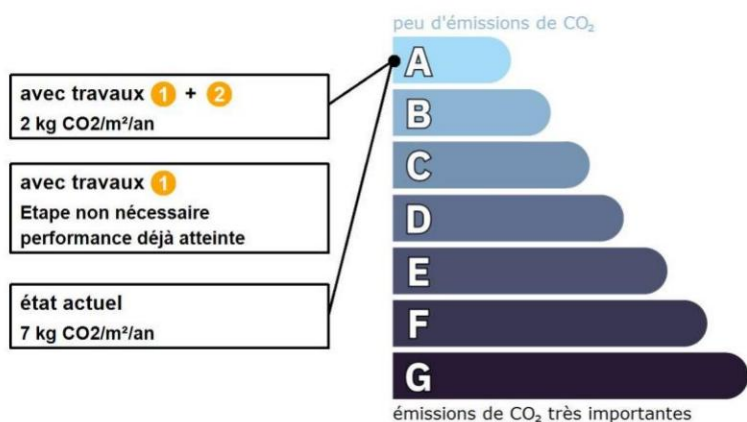 peu d'émissions de CO₂
A
avec travaux 1 + 2
2 kg CO2/m²/an
B
C
avec travaux 1
Etape non nécessaire
performance déjà atteinte
D
E
état actuel
7 kg CO2/m²/an
F
G
émissions de CO₂ très importantes